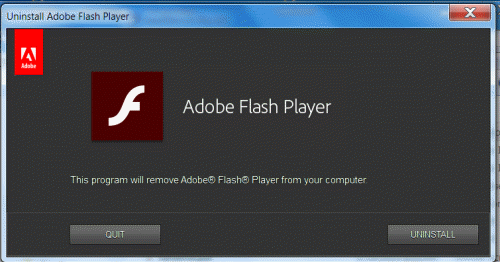 Uninstall Adobe Flash Player
Adobe
Adobe Flash Player
This program will remove Adobe® Flash® Player from your computer.
QUIT
UNINSTALL